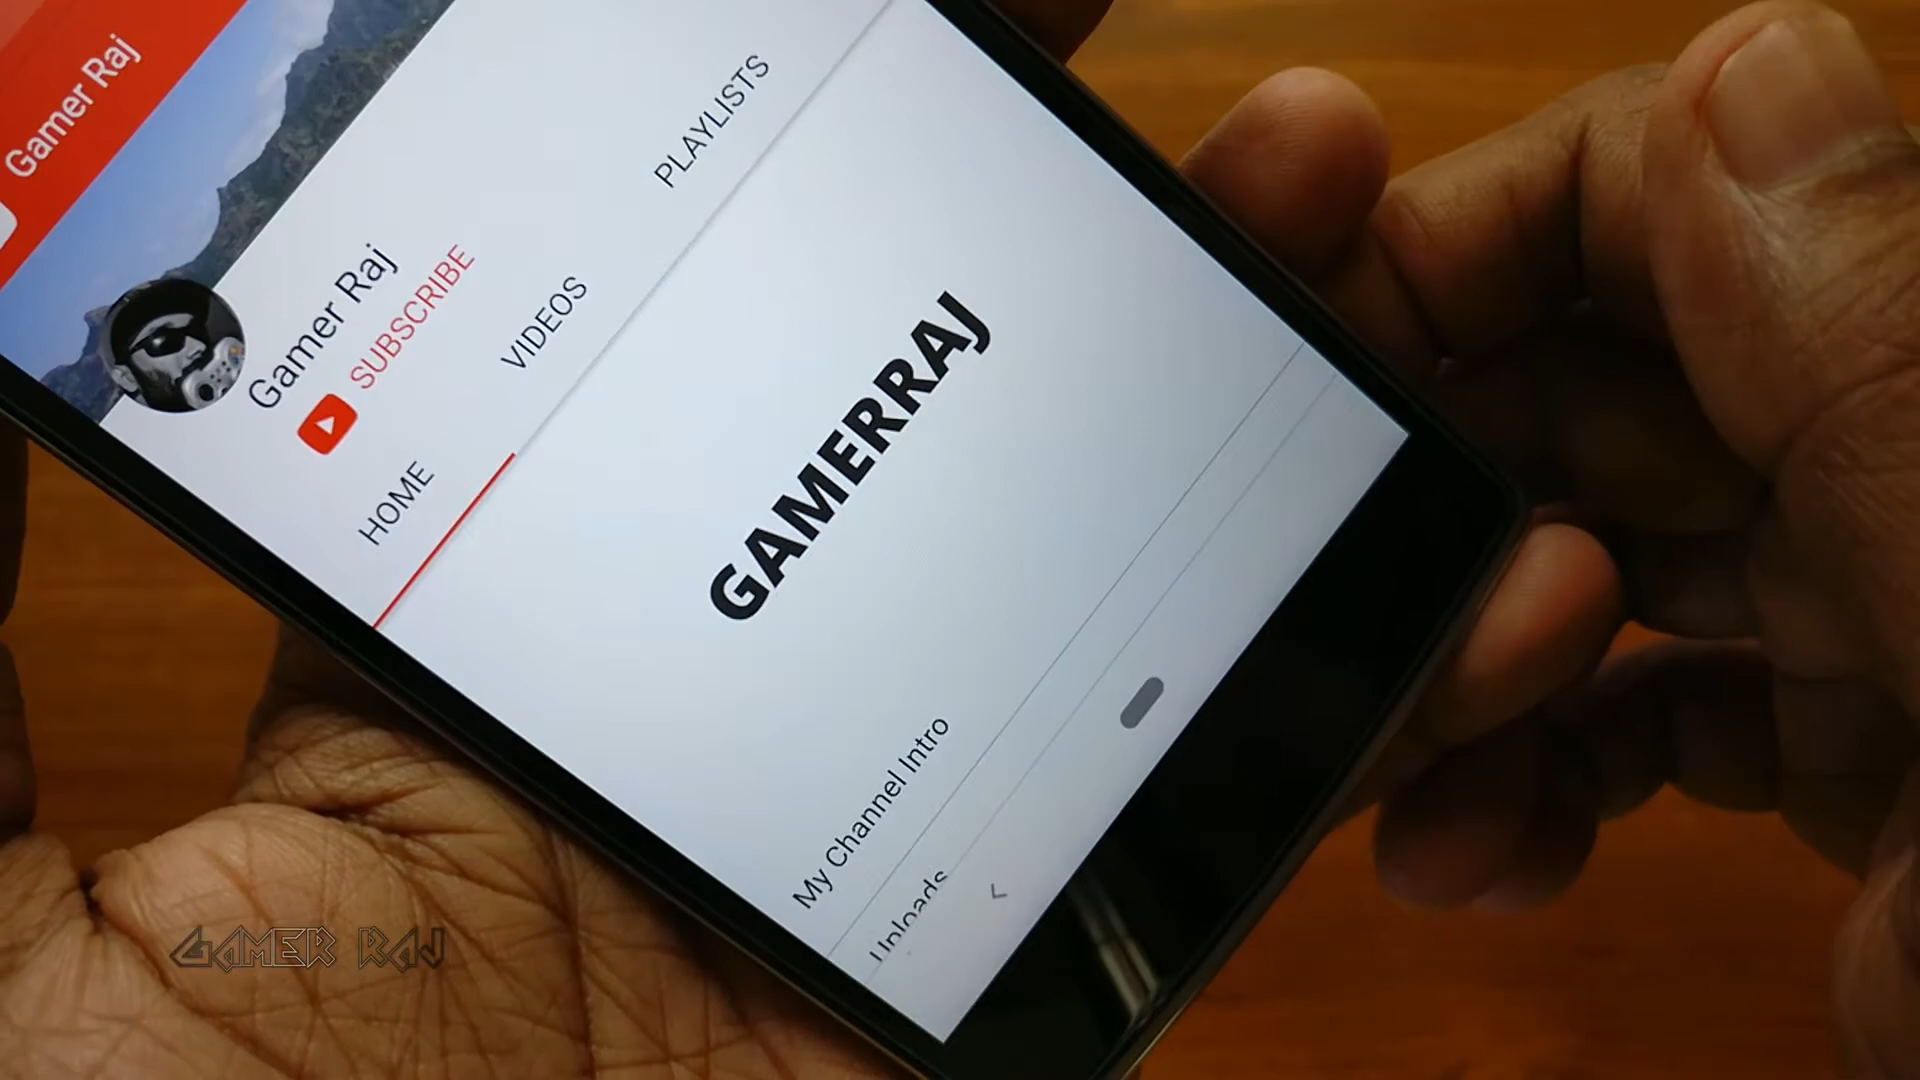 Gamer Raj
Gamer Raj
SUBSCRIBE
HOME
VIDEOS
PLAYLISTS
GAMERRAJ
My Channel Intro
Uploads
GAMER RAJ